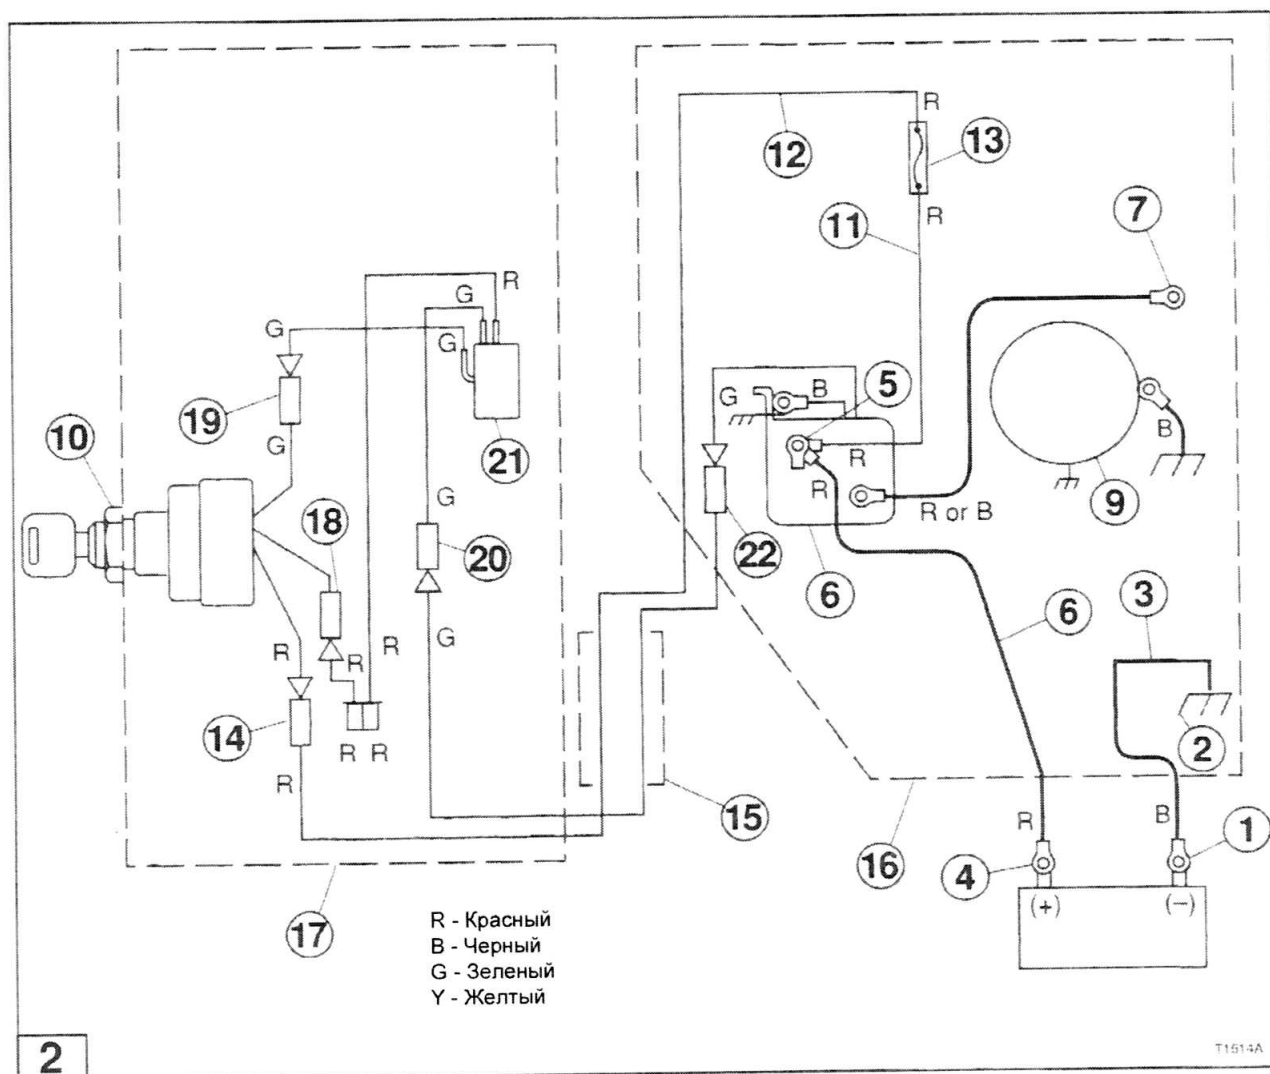 R
12
13
7
R
11
R
G
G
G
5
B
G
19
10
G
21
R
B
9
18
G
20
22
R
R or B
6
6
3
G
R
R
R
14
2
R
R
R
15
16
R
B
1
4
(+)
(−)
17
R - Красный
B - Черный
G - Зеленый
Y - Желтый
2
T1514A